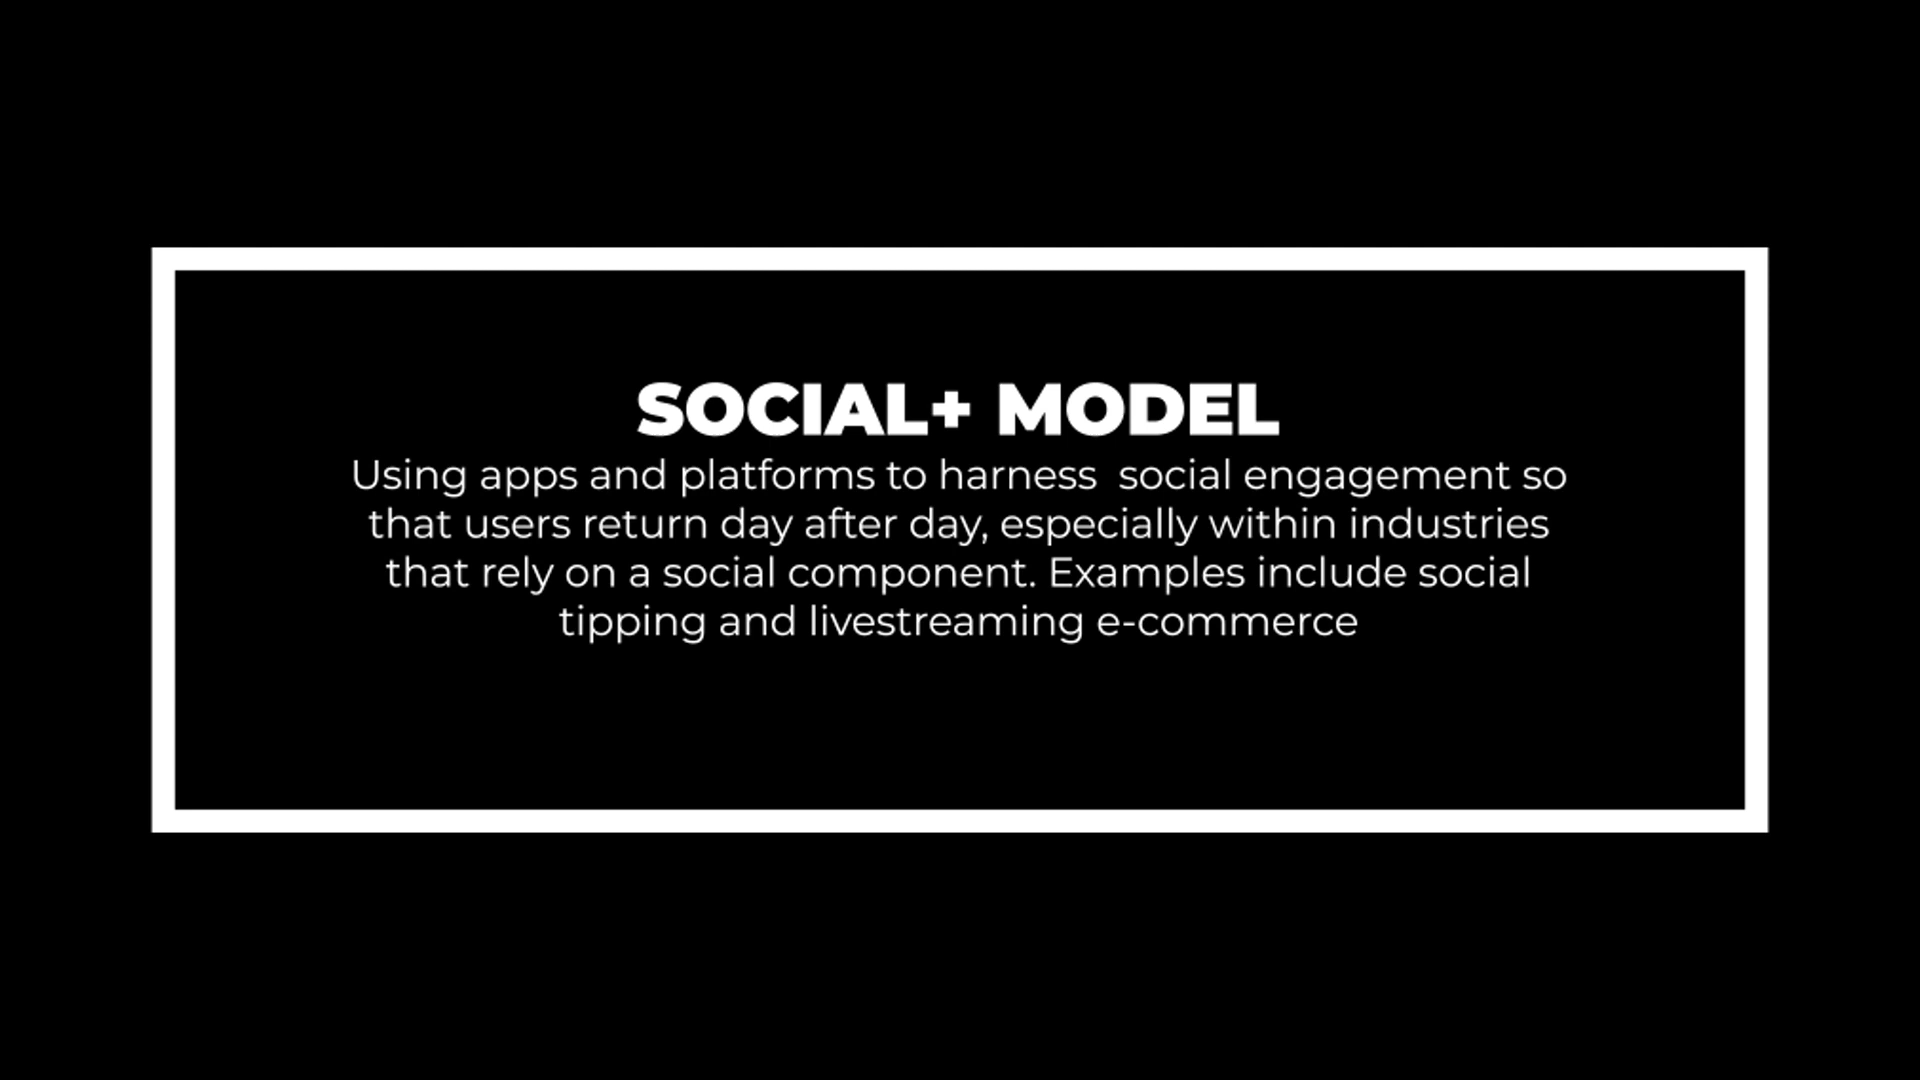 SOCIAL+ MODEL
Using apps and platforms to harness  social engagement so
that users return day after day, especially within industries
that rely on a social component. Examples include social
tipping and livestreaming e-commerce